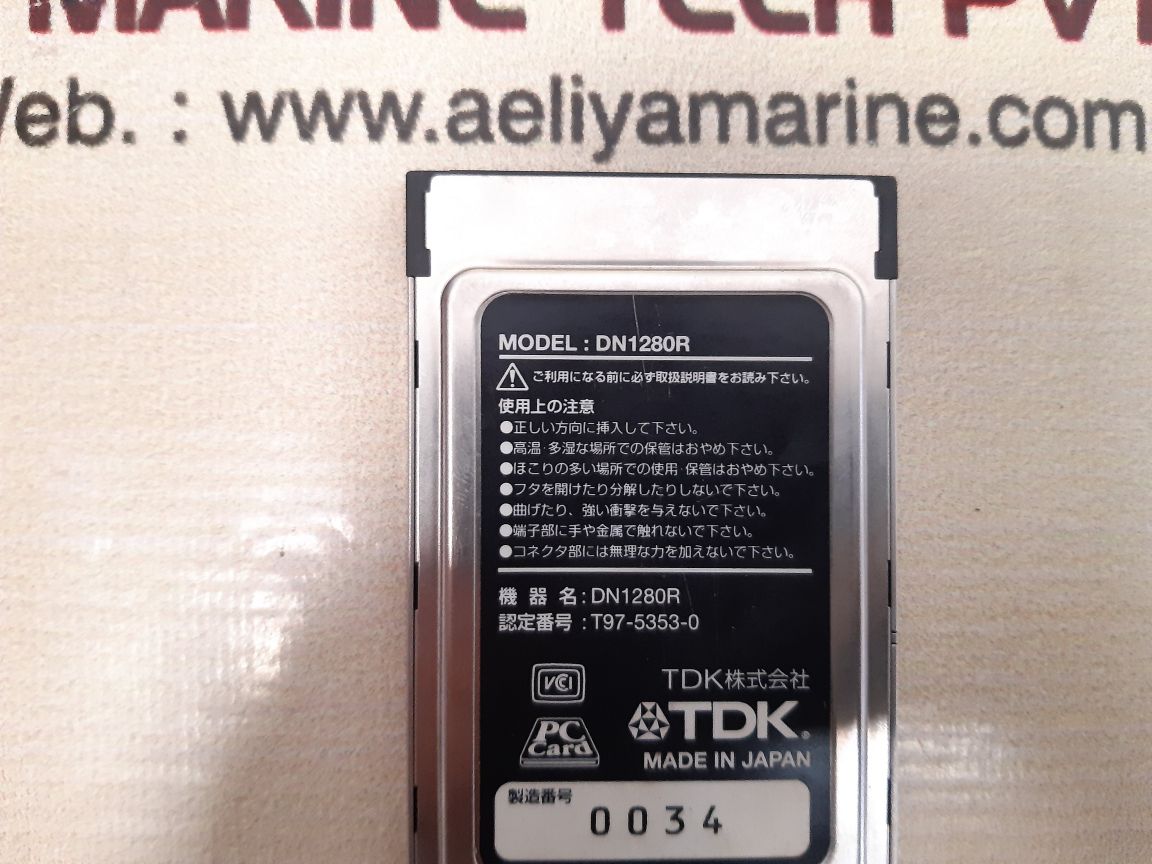 MARINE TECH PVT
Web. : www.aeliyamarine.com
MODEL : DN1280R
ご利用になる前に必ず取扱説明書をお読み下さい。
使用上の注意
●正しい方向に挿入して下さい。
●高温·多湿な場所での保管はおやめ下さい。
●ほこりの多い場所での使用·保管はおやめ下さい。
●フタを開けたり分解したりしないで下さい。
●曲げたり、強い衝撃を与えないで下さい。
●端子部に手や金属で触れないで下さい。
●コネクタ部には無理な力を加えないで下さい。
機 器 名 : DN1280R
認定番号 : T97-5353-0
VCCI
TDK株式会社
PC Card
TDK®
MADE IN JAPAN
製造番号
0034